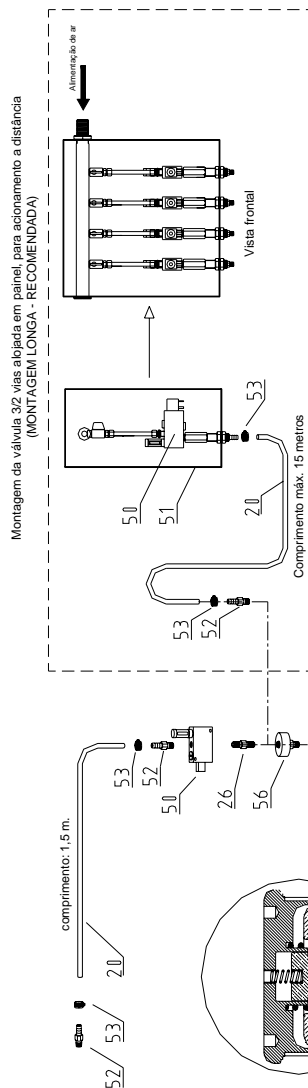 Montagem da válvula 3/2 vias alojada em painel, para acionamento a distância
(MONTAGEM LONGA - RECOMENDADA)
Alimentação de ar
Vista frontal
50
51
53
20
Comprimento máx. 15 metros
53
52
comprimento: 1,5 m.
20
53
52
53
52
50
26
56